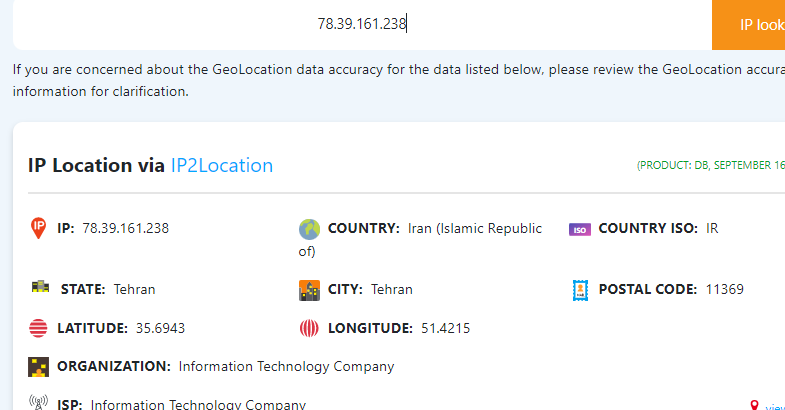 78.39.161.238
IP look
If you are concerned about the GeoLocation data accuracy for the data listed below, please review the GeoLocation accura
information for clarification.
IP Location via IP2Location
(PRODUCT: DB, SEPTEMBER 16
IP: 78.39.161.238
COUNTRY: Iran (Islamic Republic
of)
ISO COUNTRY ISO: IR
STATE: Tehran
CITY: Tehran
POSTAL CODE: 11369
LATITUDE: 35.6943
LONGITUDE: 51.4215
ORGANIZATION: Information Technology Company
ISP: Information Technology Company
view